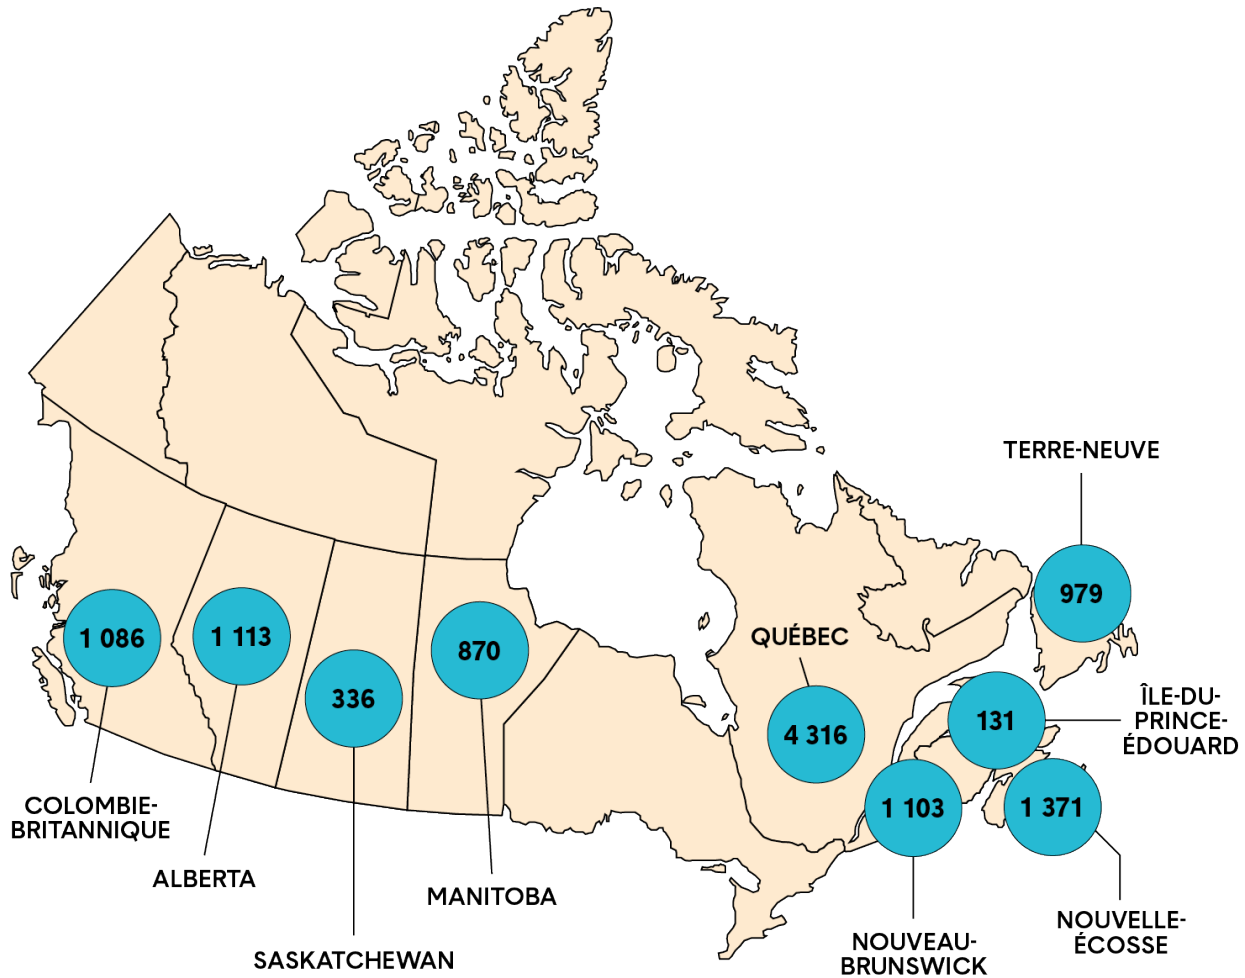 TERRE-NEUVE
979
QUÉBEC
4 316
131
ÎLE-DU-
PRINCE-
ÉDOUARD
1 086
COLOMBIE-
BRITANNIQUE
1 113
ALBERTA
336
SASKATCHEWAN
870
MANITOBA
1 103
NOUVEAU-
BRUNSWICK
1 371
NOUVELLE-
ÉCOSSE